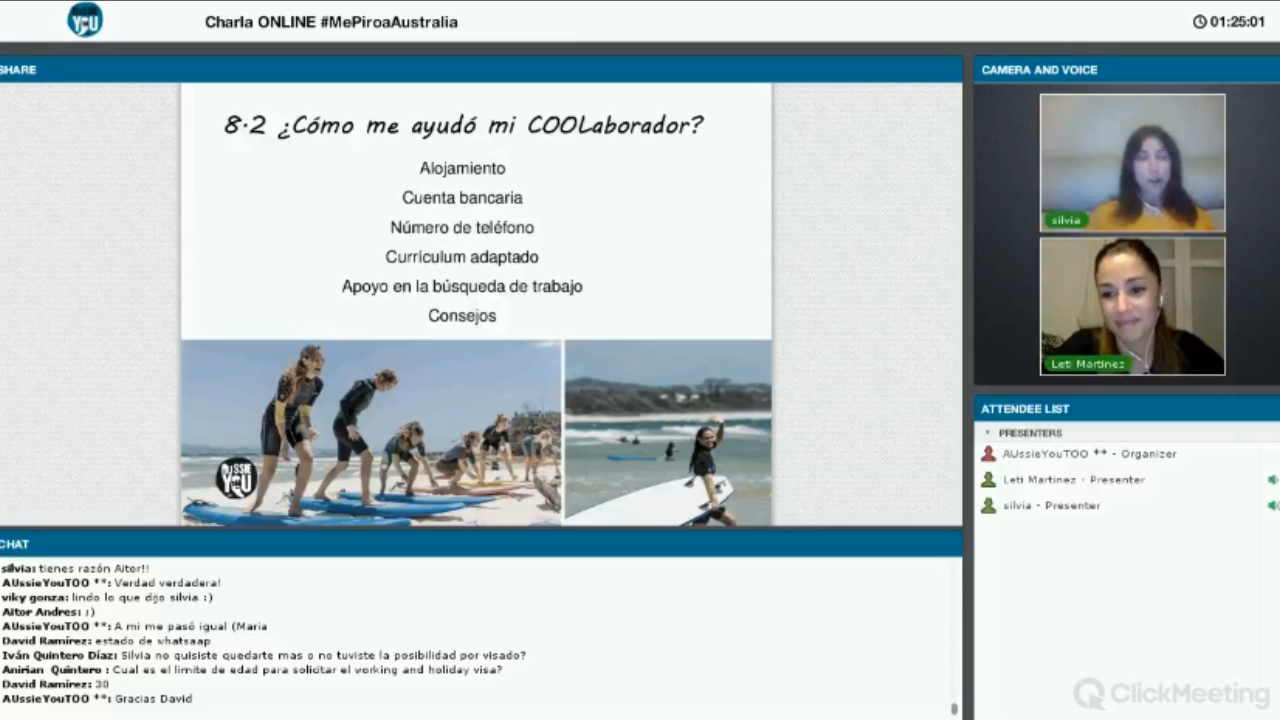 AUSSIE
YOU
Charla ONLINE #MePiroaAustralia
01:25:01
SHARE
8.2 ¿Cómo me ayudó mi COOLaborador?
Alojamiento
Cuenta bancaria
Número de teléfono
Curriculum adaptado
Apoyo en la búsqueda de trabajo
Consejos
AUSSIE
YOU
CAMERA AND VOICE
silvia
Leti Martinez
ATTENDEE LIST
PRESENTERS
AUssieYouTOO ** - Organizer
Leti Martinez - Presenter
silvia - Presenter
CHAT
silvia: tienes razón Aitor!!
AUssieYouTOO **: Verdad verdadera!
viky gonza: lindo lo que dijo silvia :)
Aitor Andres: ;)
AUssieYouTOO **: A mi me pasó igual (Maria
David Ramírez: estado de whatsaap
Iván Quintero Díaz: Silvia no quisiste quedarte mas o no tuviste la posibilidad por visado?
Anirian Quintero : Cual es el limite de edad para solicitar el working and holiday visa?
David Ramírez: 30
AUssieYouTOO **: Gracias David
ClickMeeting